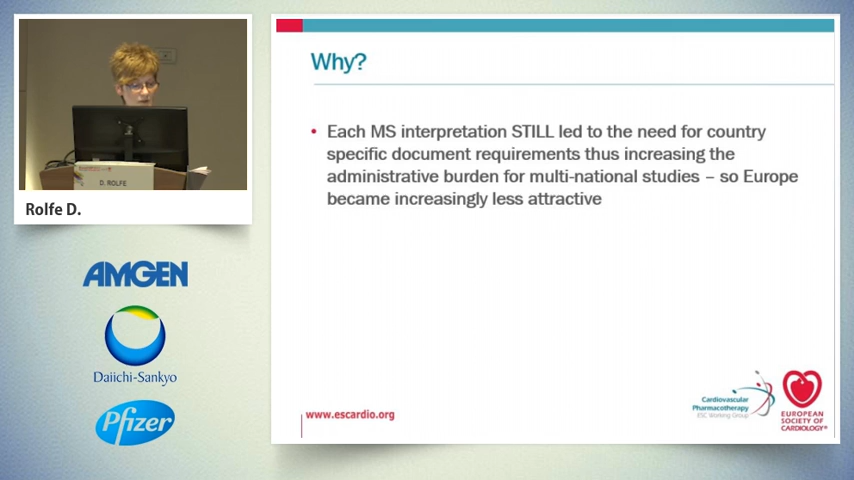 D. ROLFE
Rolfe D.
AMGEN
Daiichi-Sankyo
Pfizer
Why?
• Each MS interpretation STILL led to the need for country
specific document requirements thus increasing the
administrative burden for multi-national studies – so Europe
became increasingly less attractive
www.escardio.org
Cardiovascular
Pharmacotherapy
ESC Working Group
EUROPEAN
SOCIETY OF
CARDIOLOGY®